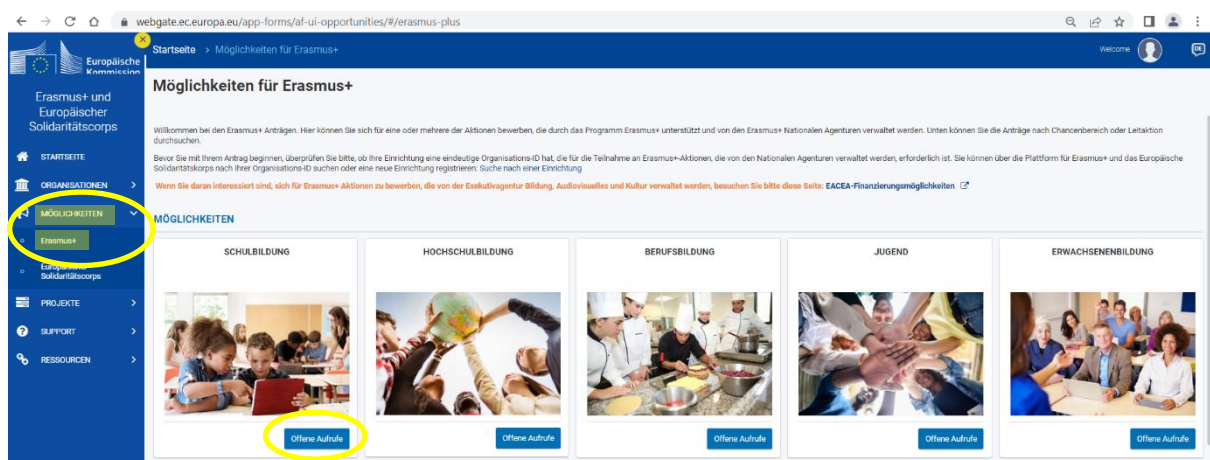 webgate.ec.europa.eu/app-forms/af-ui-opportunities/#/erasmus-plus
Europäische
Kommission
Startseite > Möglichkeiten für Erasmus+
Welcome
DE
Erasmus+ und
Europäischer
Solidaritätscorps
STARTSEITE
ORGANISATIONEN
MÖGLICHKEITEN
Erasmus+
Europäischer
Solidaritätscorps
PROJEKTE
SUPPORT
RESSOURCEN
Möglichkeiten für Erasmus+
Willkommen bei den Erasmus+ Anträgen. Hier können Sie sich für eine oder mehrere der Aktionen bewerben, die durch das Programm Erasmus+ unterstützt und von den Erasmus+ Nationalen Agenturen verwaltet werden. Unten können Sie die Anträge nach Chancenbereich oder Leitaktion
durchsuchen.
Bevor Sie mit Ihrem Antrag beginnen, überprüfen Sie bitte, ob Ihre Einrichtung eine eindeutige Organisations-ID hat, die für die Teilnahme an Erasmus+-Aktionen, die von den Nationalen Agenturen verwaltet werden, erforderlich ist. Sie können über die Plattform für Erasmus+ und das Europäische
Solidaritätskorps nach Ihrer Organisations-ID suchen oder eine neue Einrichtung registrieren: Suche nach einer Einrichtung
Wenn Sie daran interessiert sind, sich für Erasmus+ Aktionen zu bewerben, die von der Exekutivagentur Bildung, Audiovisuelles und Kultur verwaltet werden, besuchen Sie bitte diese Seite: EACEA-Finanzierungsmöglichkeiten
MÖGLICHKEITEN
SCHULBILDUNG
HOCHSCHULBILDUNG
BERUFSBILDUNG
JUGEND
ERWACHSENENBILDUNG
Offene Aufrufe
Offene Aufrufe
Offene Aufrufe
Offene Aufrufe
Offene Aufrufe